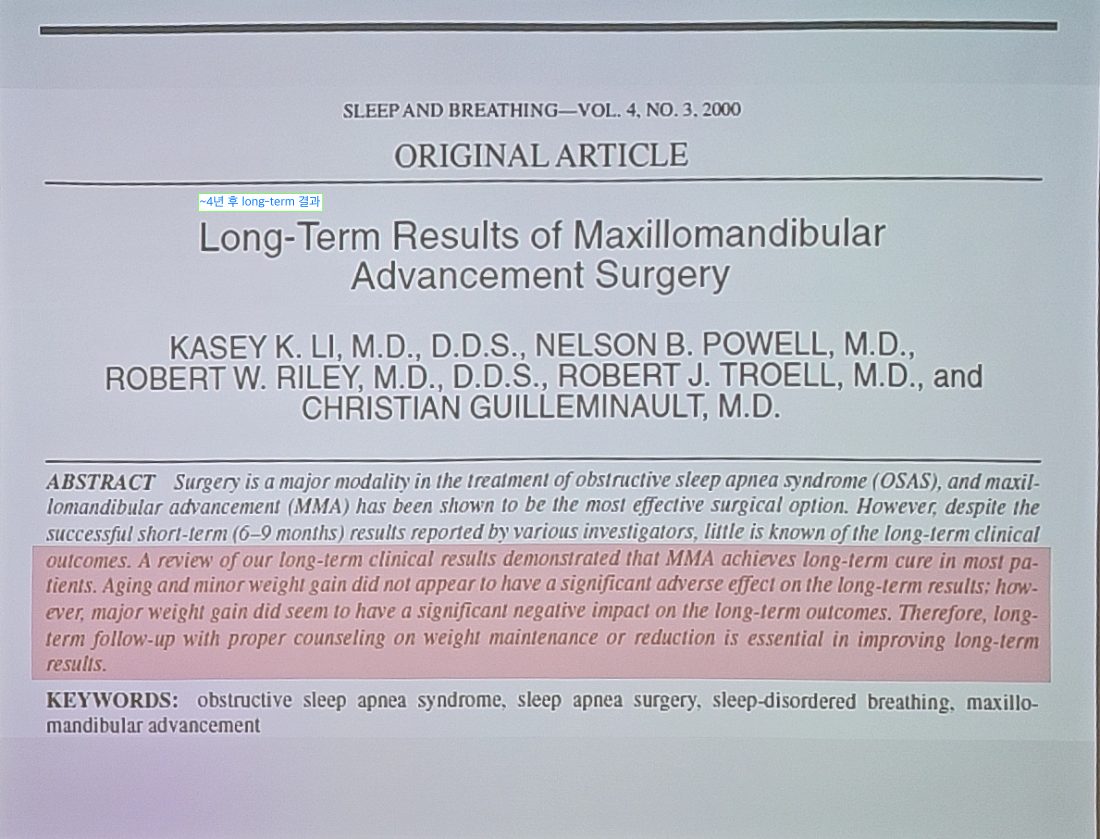 SLEEP AND BREATHING—VOL. 4, NO. 3, 2000
ORIGINAL ARTICLE
~4년 후 long-term 결과
Long-Term Results of Maxillomandibular
Advancement Surgery
KASEY K. LI, M.D., D.D.S., NELSON B. POWELL, M.D.,
ROBERT W. RILEY, M.D., D.D.S., ROBERT J. TROELL, M.D., and
CHRISTIAN GUILLEMINAULT, M.D.
ABSTRACT Surgery is a major modality in the treatment of obstructive sleep apnea syndrome (OSAS), and maxil-
lomandibular advancement (MMA) has been shown to be the most effective surgical option. However, despite the
successful short-term (6–9 months) results reported by various investigators, little is known of the long-term clinical
outcomes. A review of our long-term clinical results demonstrated that MMA achieves long-term cure in most pa-
tients. Aging and minor weight gain did not appear to have a significant adverse effect on the long-term results; how-
ever, major weight gain did seem to have a significant negative impact on the long-term outcomes. Therefore, long-
term follow-up with proper counseling on weight maintenance or reduction is essential in improving long-term
results.
KEYWORDS: obstructive sleep apnea syndrome, sleep apnea surgery, sleep-disordered breathing, maxillo-
mandibular advancement